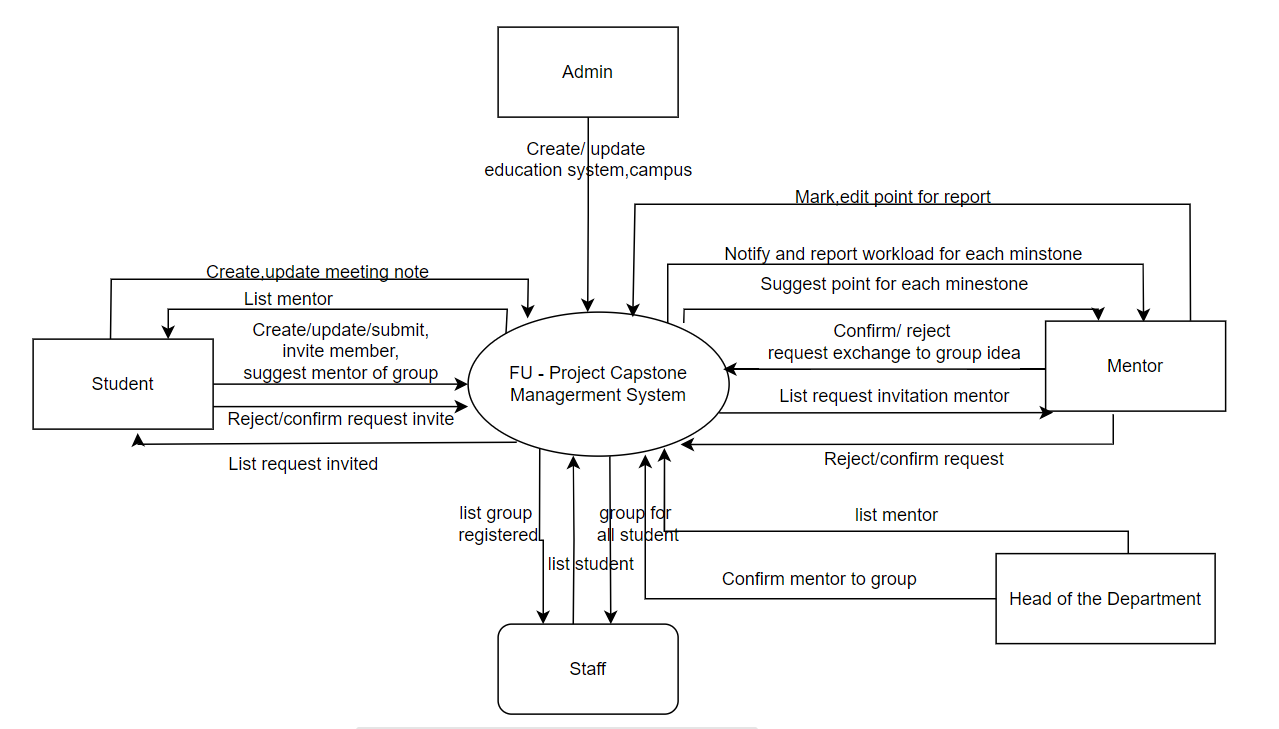 Admin
Create/ update
education system,campus
Mark,edit point for report
Notify and report workload for each minstone
Suggest point for each minestone
Create,update meeting note
List mentor
Create/update/submit,
invite member,
suggest mentor of group
Confirm/ reject
request exchange to group idea
Student
FU - Project Capstone
Managerment System
Mentor
List request invitation mentor
Reject/confirm request invite
List request invited
Reject/confirm request
list group
registered
group for
all student
list mentor
list student
Confirm mentor to group
Head of the Department
Staff